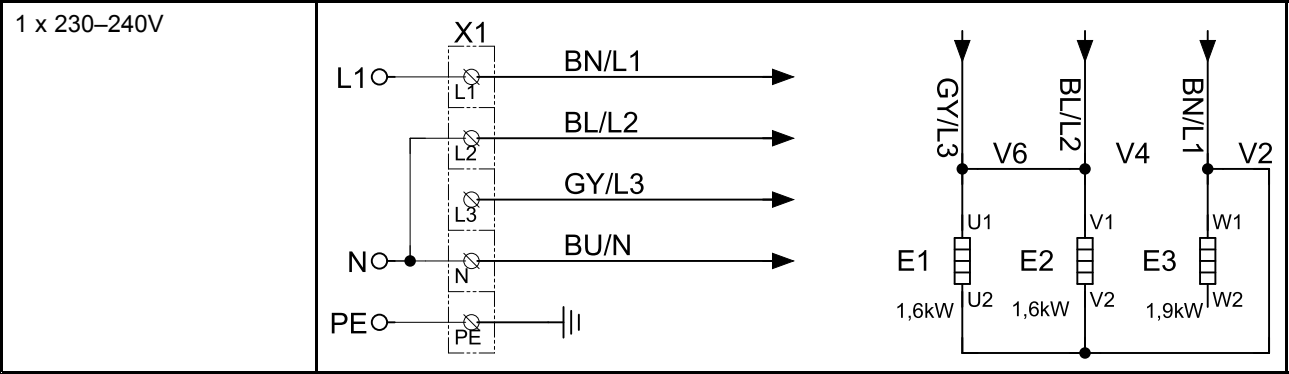 1 x 230–240V
X1
L1
L1
BN/L1
L2
BL/L2
L3
GY/L3
N
N
BU/N
PE
PE
GY/L3
BL/L2
BN/L1
V6
V4
V2
U1
V1
W1
E1
E2
E3
U2
V2
W2
1,6kW
1,6kW
1,9kW